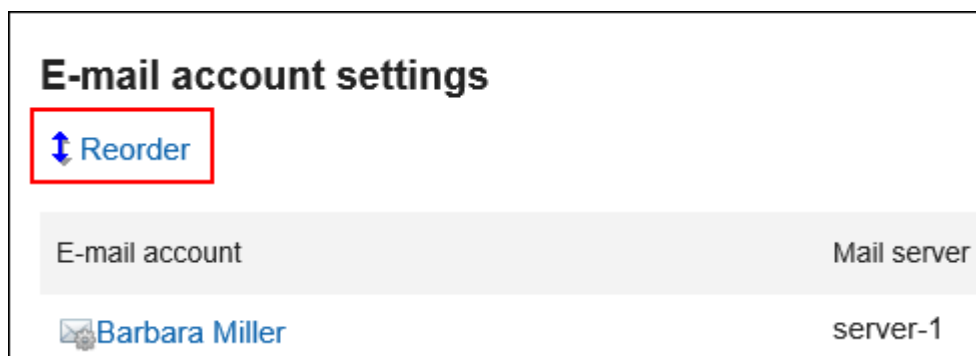 E-mail account settings
Reorder
E-mail account Mail server
Barbara Miller server-1